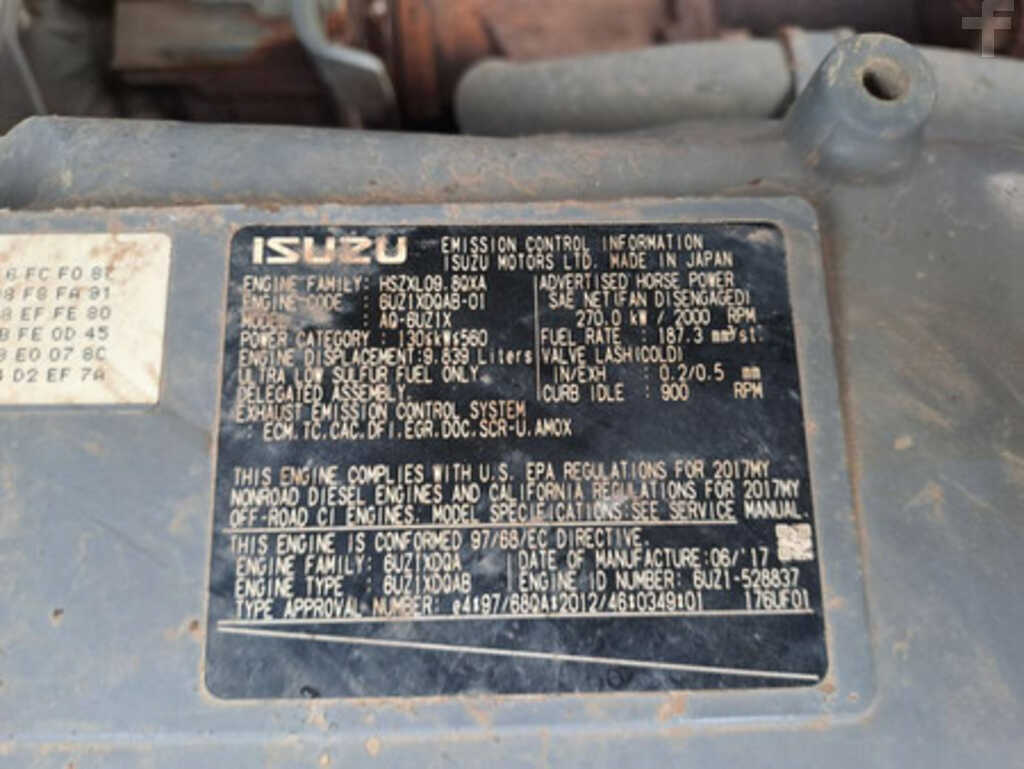 f
6 FC F0 8
8 F8 FA 91
8 EF FE 80
B FE 0D 45
E0 07 8C
D2 EF 7A
ISUZU EMISSION CONTROL INFORMATION
ISUZU MOTORS LTD. MADE IN JAPAN
ENGINE FAMILY: HSZXL09.8QXA
ENGINE CODE : 6UZ1XDQAB-01
MODEL : AQ-6UZ1X
POWER CATEGORY : 130≤kW≤560
ENGINE DISPLACEMENT: 9.839 Liters
ULTRA LOW SULFUR FUEL ONLY
DELEGATED ASSEMBLY.
EXHAUST EMISSION CONTROL SYSTEM
: ECM.TC.CAC.DFI.EGR.DOC.SCR-U.AMOX
ADVERTISED HORSE POWER
SAE NET(FAN DISENGAGED)
270.0 kW / 2000 RPM
FUEL RATE : 187.3 mm³/st.
VALVE LASH(COLD)
IN/EXH : 0.2/0.5 mm
CURB IDLE : 900 RPM
THIS ENGINE COMPLIES WITH U.S. EPA REGULATIONS FOR 2017MY
NONROAD DIESEL ENGINES AND CALIFORNIA REGULATIONS FOR 2017MY
OFF-ROAD CI ENGINES. MODEL SPECIFICATIONS:SEE SERVICE MANUAL.
THIS ENGINE IS CONFORMED 97/68/EC DIRECTIVE.
ENGINE FAMILY : 6UZ1XDQA DATE OF MANUFACTURE:06/'17
ENGINE TYPE : 6UZ1XDQAB ENGINE ID NUMBER: 6UZ1-528837
TYPE APPROVAL NUMBER: e4*97/68QA*2012/46*0349*01 176UF01